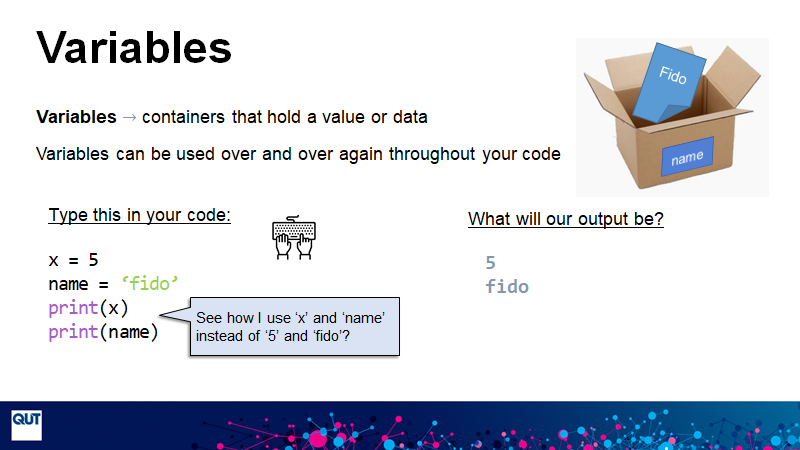 Variables
Fido
name
Variables → containers that hold a value or data
Variables can be used over and over again throughout your code
Type this in your code:
x = 5
name = ‘fido’
print(x)
print(name)
See how I use ‘x’ and ‘name’
instead of ‘5’ and ‘fido’?
What will our output be?
5
fido
QUT